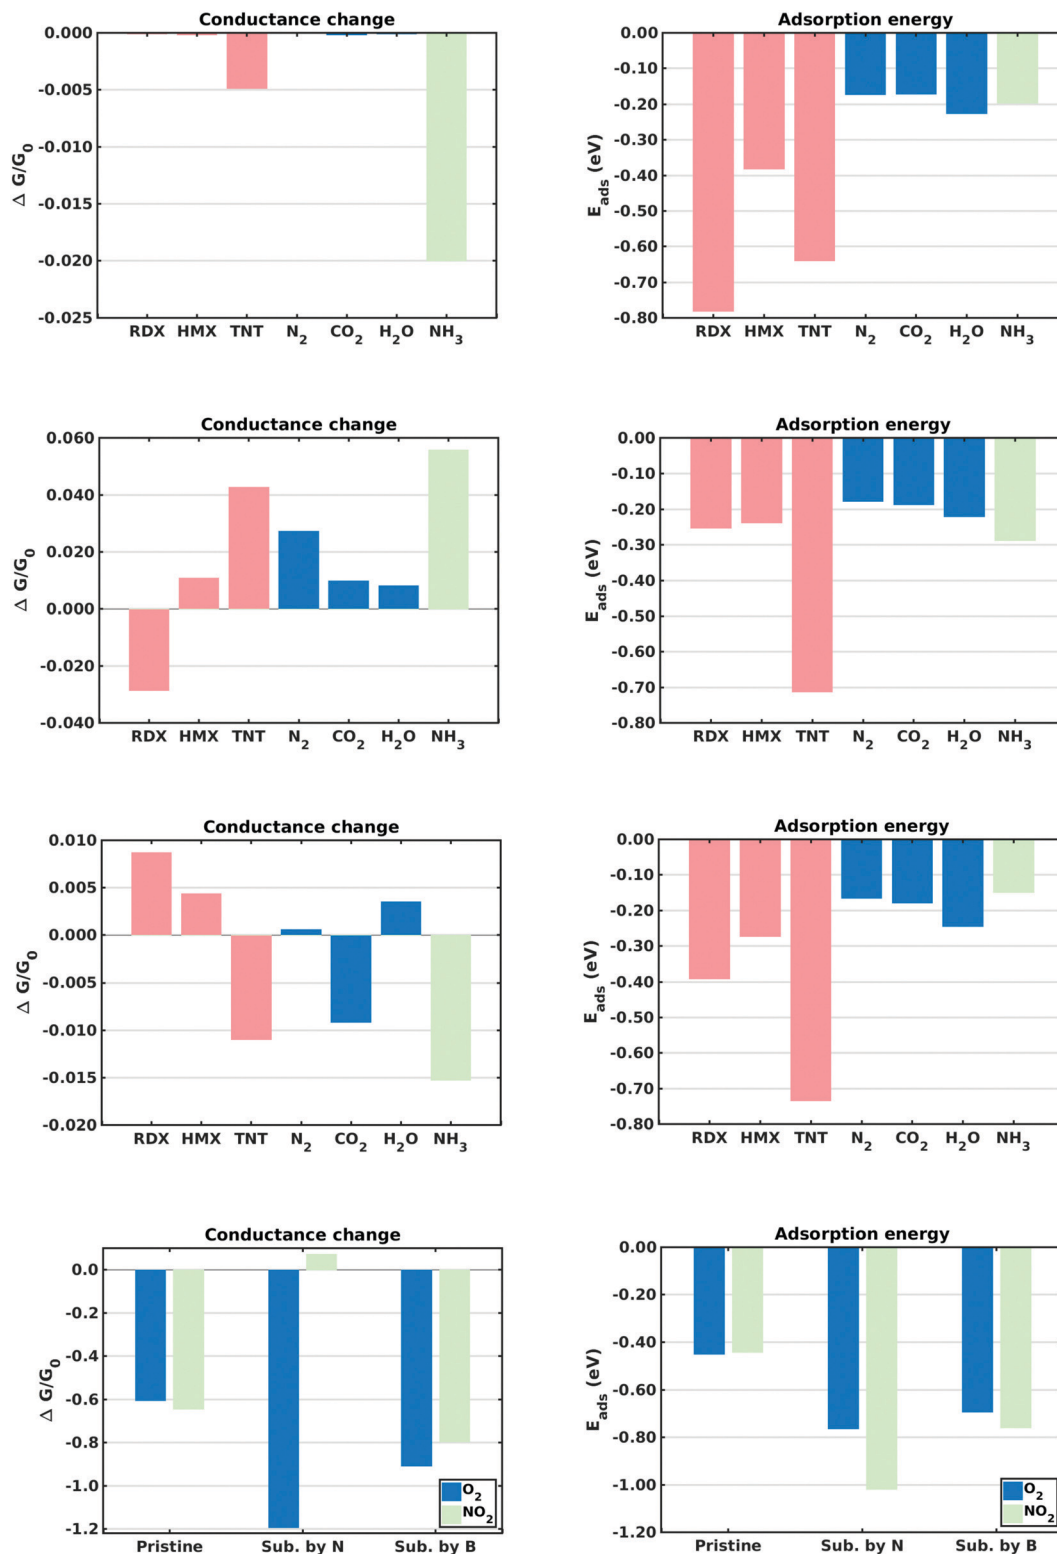 Conductance change
0.000
-0.005
-0.010
-0.015
-0.020
-0.025
Δ G/G₀
RDX HMX TNT N₂ CO₂ H₂O NH₃
Adsorption energy
0.00
-0.10
-0.20
-0.30
-0.40
-0.50
-0.60
-0.70
-0.80
E_ads (eV)
RDX HMX TNT N₂ CO₂ H₂O NH₃
Conductance change
0.060
0.040
0.020
0.000
-0.020
-0.040
Δ G/G₀
RDX HMX TNT N₂ CO₂ H₂O NH₃
Adsorption energy
0.00
-0.10
-0.20
-0.30
-0.40
-0.50
-0.60
-0.70
-0.80
E_ads (eV)
RDX HMX TNT N₂ CO₂ H₂O NH₃
Conductance change
0.010
0.005
0.000
-0.005
-0.010
-0.015
-0.020
Δ G/G₀
RDX HMX TNT N₂ CO₂ H₂O NH₃
Adsorption energy
0.00
-0.10
-0.20
-0.30
-0.40
-0.50
-0.60
-0.70
-0.80
E_ads (eV)
RDX HMX TNT N₂ CO₂ H₂O NH₃
Conductance change
0.0
-0.2
-0.4
-0.6
-0.8
-1.0
-1.2
Δ G/G₀
O₂
NO₂
Pristine Sub. by N Sub. by B
Adsorption energy
0.00
-0.20
-0.40
-0.60
-0.80
-1.00
-1.20
E_ads (eV)
O₂
NO₂
Pristine Sub. by N Sub. by B